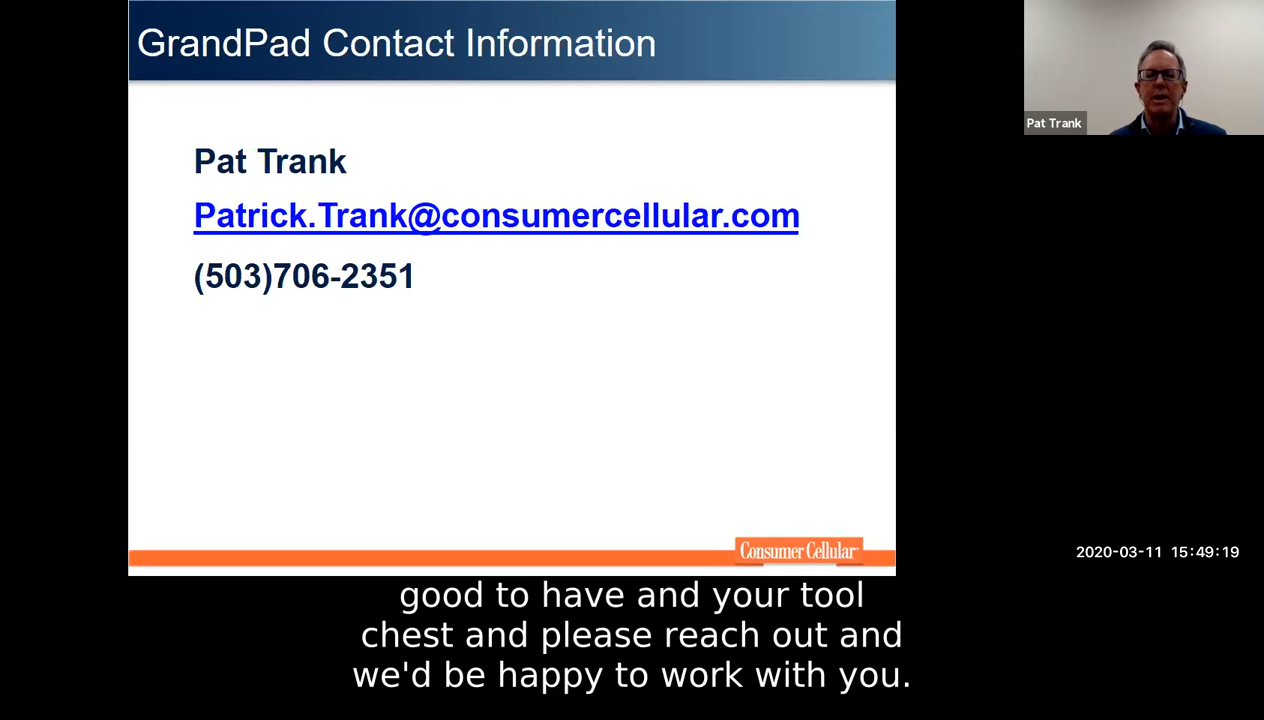 GrandPad Contact Information
Pat Trank
Pat Trank
Patrick.Trank@consumercellular.com
(503)706-2351
Consumer Cellular
2020-03-11 15:49:19
good to have and your tool
chest and please reach out and
we'd be happy to work with you.